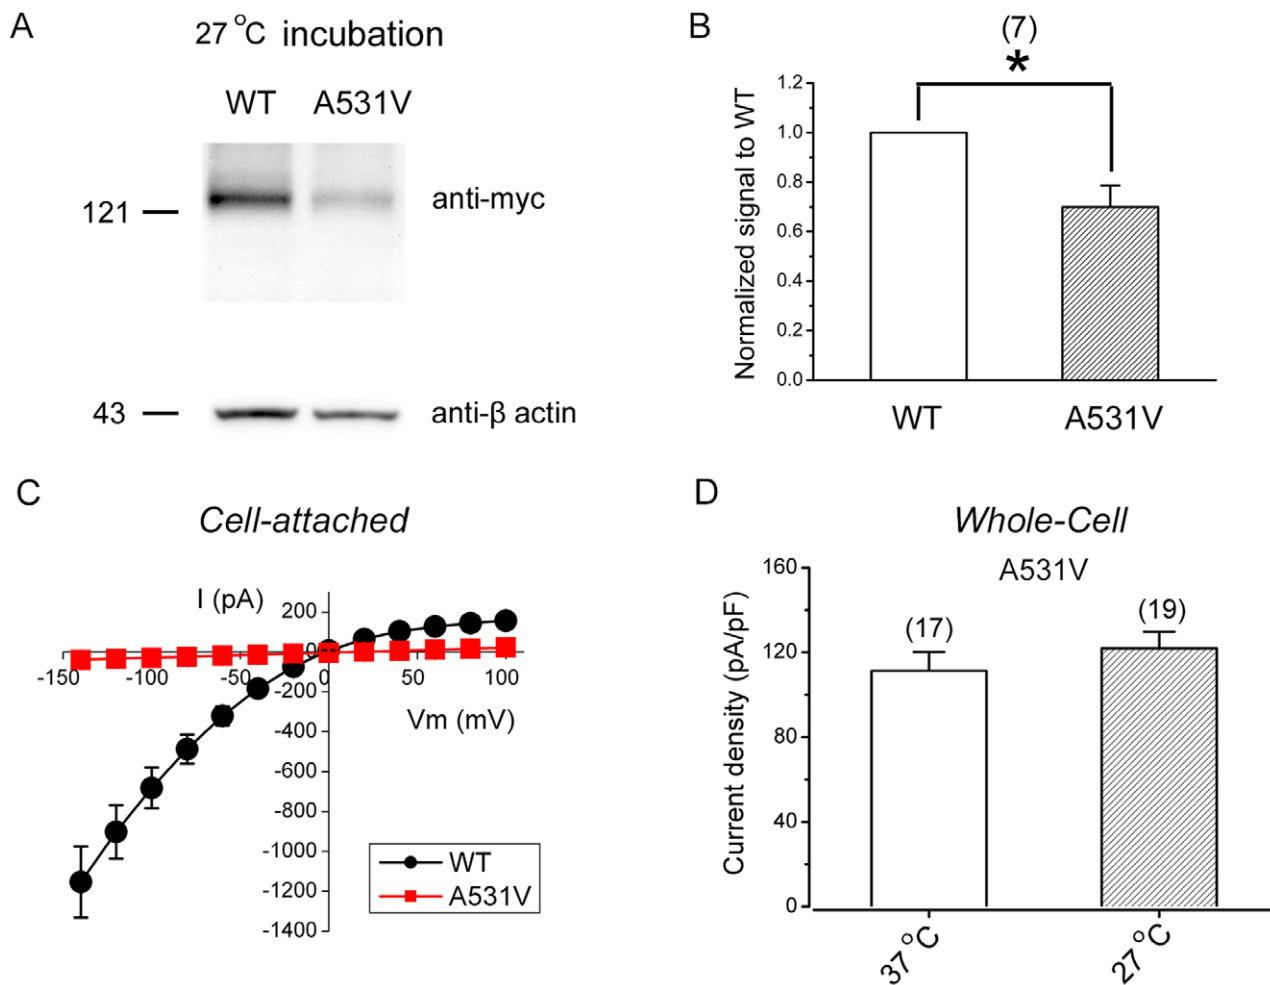 A
27 °C incubation
WT A531V
121
anti-myc
43
anti-β actin
B
(7)
*
Normalized signal to WT
1.2
1.0
0.8
0.6
0.4
0.2
0.0
WT A531V
C
Cell-attached
I (pA)
200
0
-200
-400
-600
-800
-1000
-1200
-1400
-150 -100 -50 0 50 100
Vm (mV)
WT
A531V
D
Whole-Cell
A531V
Current density (pA/pF)
160
120
80
40
0
(17)
(19)
37 °C
27 °C